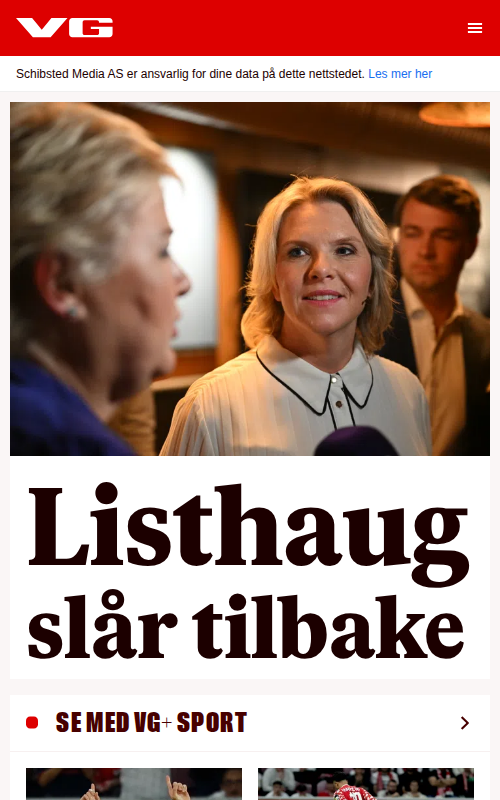 VG
Schibsted Media AS er ansvarlig for dine data på dette nettstedet. Les mer her
Listhaug
slår tilbake
SE MED VG+ SPORT